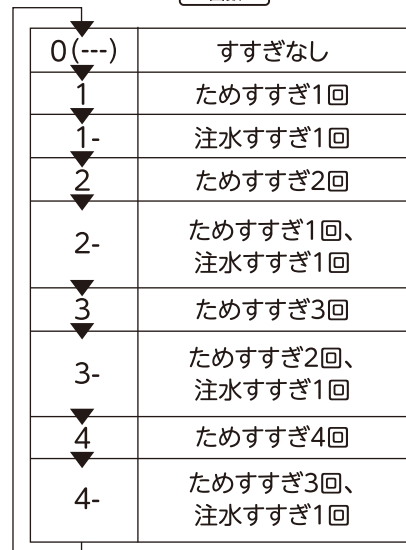 0(---) すすぎなし
1 ためすすぎ1回
1- 注水すすぎ1回
2 ためすすぎ2回
2- ためすすぎ1回、
注水すすぎ1回
3 ためすすぎ3回
3- ためすすぎ2回、
注水すすぎ1回
4 ためすすぎ4回
4- ためすすぎ3回、
注水すすぎ1回